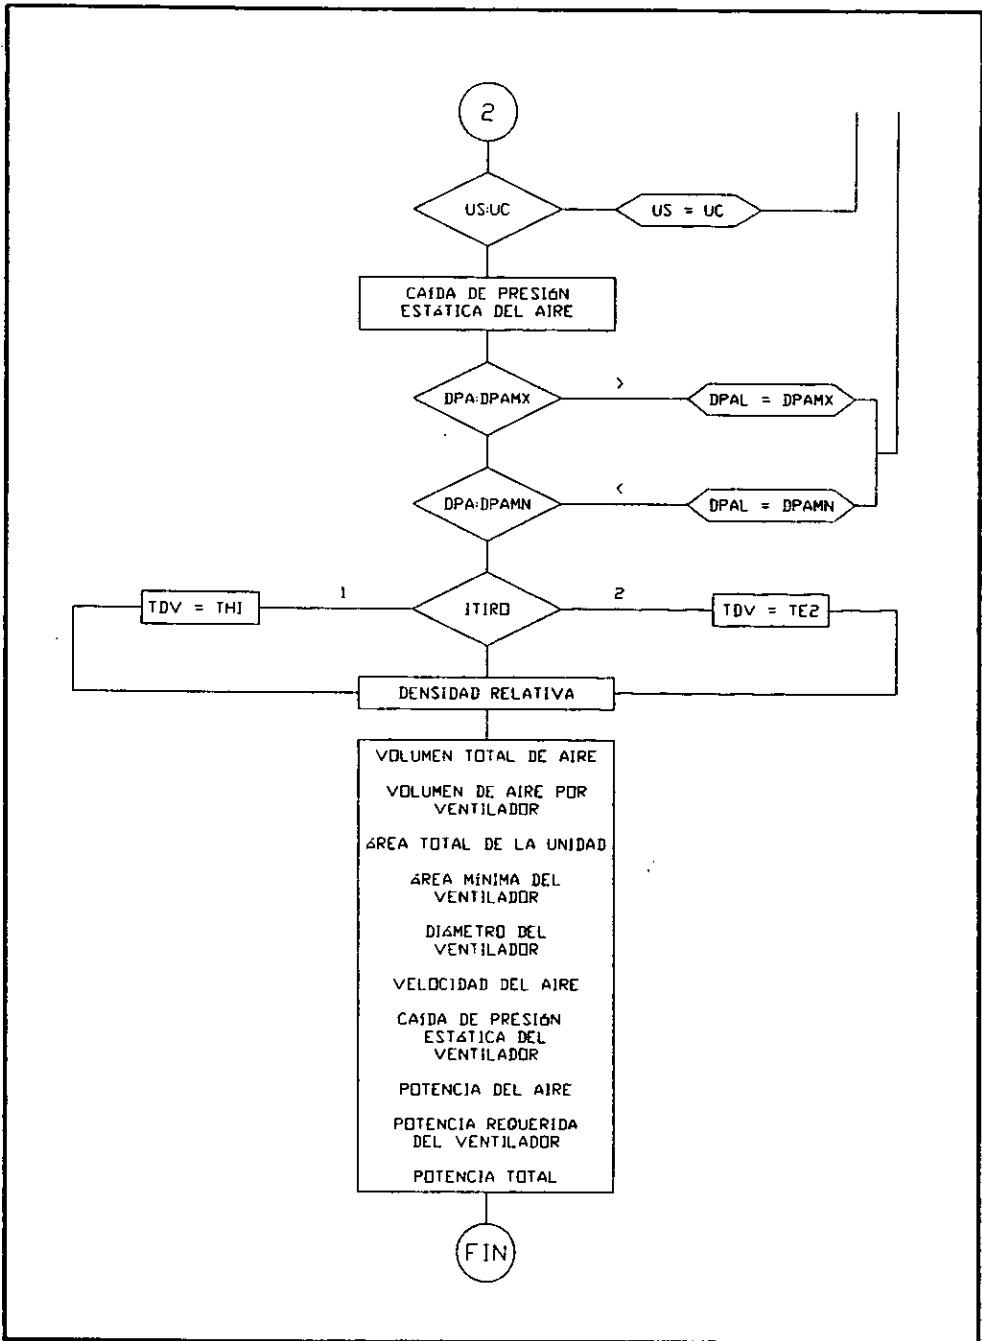 2
US:UC
US = UC
CAÍDA DE PRESIÓN
ESTÁTICA DEL AIRE
DPA:DPAMX
>
DPAL = DPAMX
DPA:DPAMN
<
DPAL = DPAMN
TDV = THI
1
ITIRO
2
TDV = TE2
DENSIDAD RELATIVA
VOLUMEN TOTAL DE AIRE
VOLUMEN DE AIRE POR
VENTILADOR
ÁREA TOTAL DE LA UNIDAD
ÁREA MÍNIMA DEL
VENTILADOR
DIÁMETRO DEL
VENTILADOR
VELOCIDAD DEL AIRE
CAÍDA DE PRESIÓN
ESTÁTICA DEL
VENTILADOR
POTENCIA DEL AIRE
POTENCIA REQUERIDA
DEL VENTILADOR
POTENCIA TOTAL
FIN